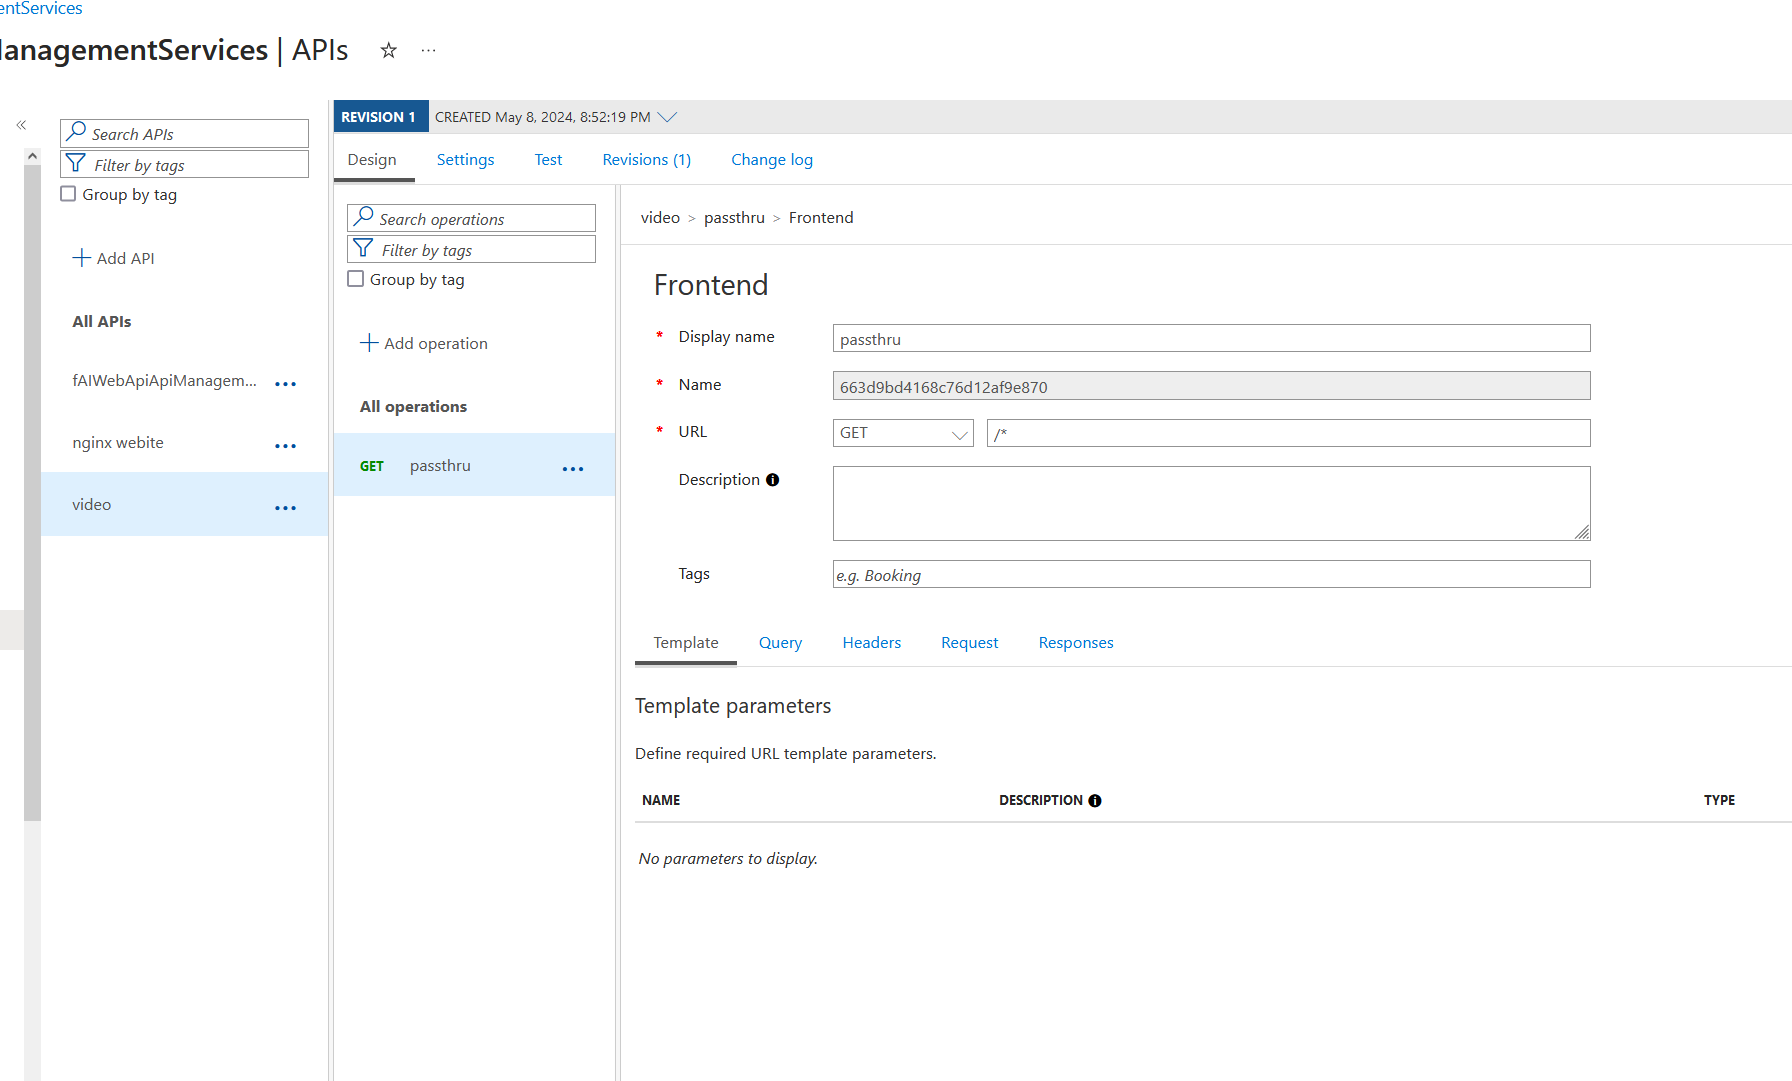 entServices
ManagementServices | APIs
Search APIs
Filter by tags
Group by tag
Add API
All APIs
fAIWebApiApiManagem...
nginx webite
video
REVISION 1
CREATED May 8, 2024, 8:52:19 PM
Design
Settings
Test
Revisions (1)
Change log
Search operations
Filter by tags
Group by tag
Add operation
All operations
GET passthru
video > passthru > Frontend
Frontend
* Display name
passthru
* Name
663d9bd4168c76d12af9e870
* URL
GET
/*
Description
Tags
e.g. Booking
Template
Query
Headers
Request
Responses
Template parameters
Define required URL template parameters.
NAME
DESCRIPTION
TYPE
No parameters to display.